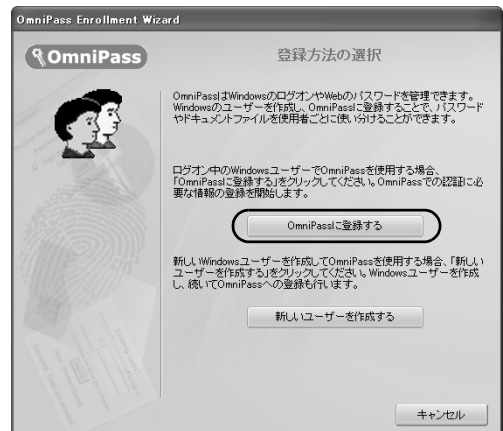 OmniPass Enrollment Wizard
OmniPass
登録方法の選択
OmniPassはWindowsのログオンやWebのパスワードを管理できます。
Windowsのユーザーを作成し、OmniPassに登録することで、パスワード
やドキュメントファイルを使用者ごとに使い分けることができます。
ログオン中のWindowsユーザーでOmniPassを使用する場合、
「OmniPassに登録する」をクリックしてください。OmniPassでの認証に必
要な情報の登録を開始します。
OmniPassに登録する
新しいWindowsユーザーを作成してOmniPassを使用する場合、「新しい
ユーザーを作成する」をクリックしてください。Windowsユーザーを作成
し、続いてOmniPassへの登録も行います。
新しいユーザーを作成する
キャンセル